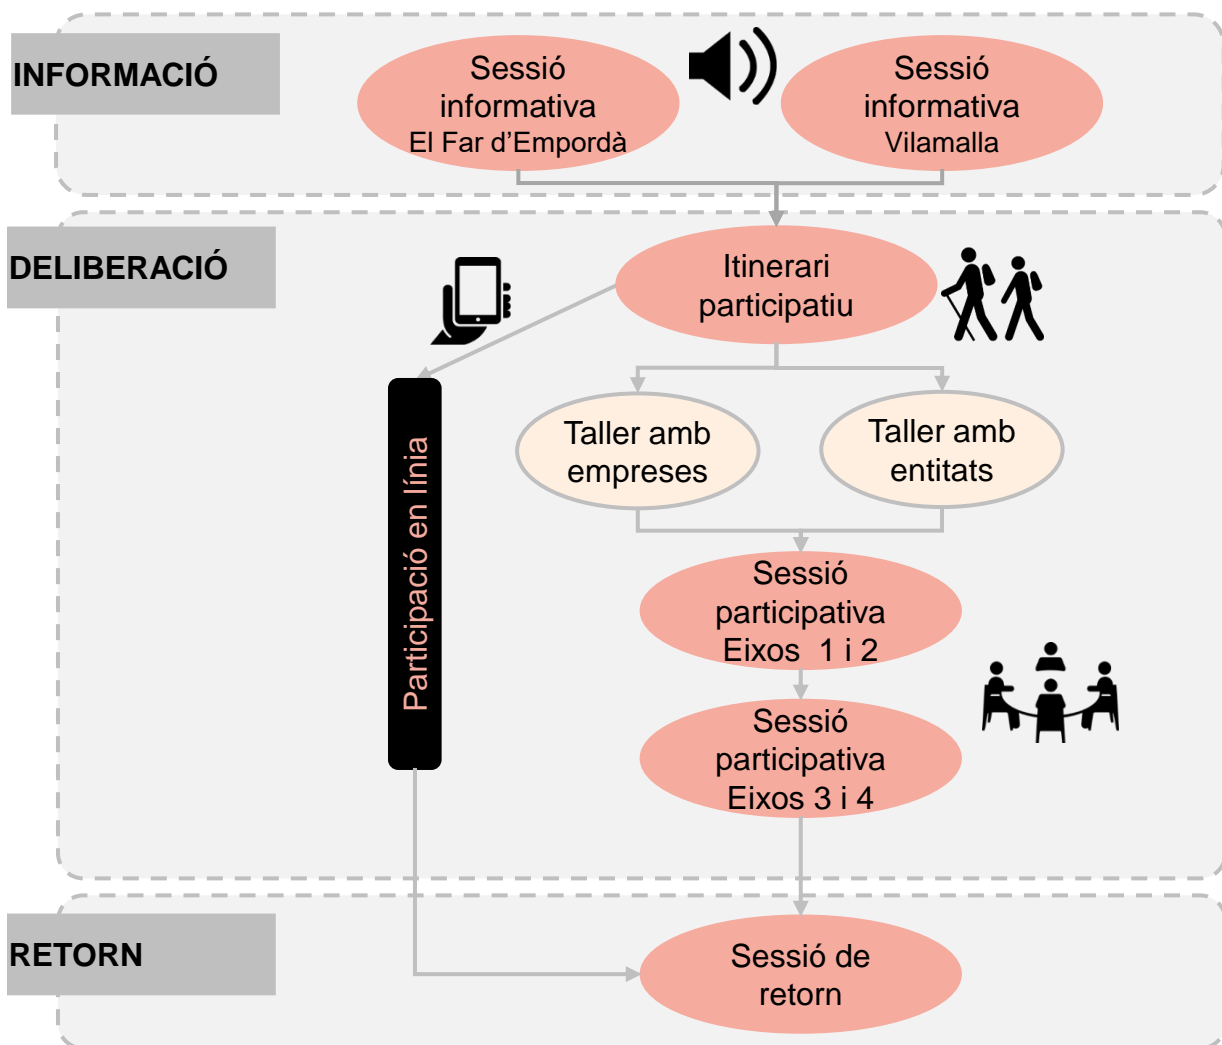 INFORMACIÓ
Sessió
informativa
El Far d'Empordà
Sessió
informativa
Vilamalla
DELIBERACIÓ
Itinerari
participatiu
Participació en línia
Taller amb
empreses
Taller amb
entitats
Sessió
participativa
Eixos  1 i 2
Sessió
participativa
Eixos 3 i 4
RETORN
Sessió de
retorn